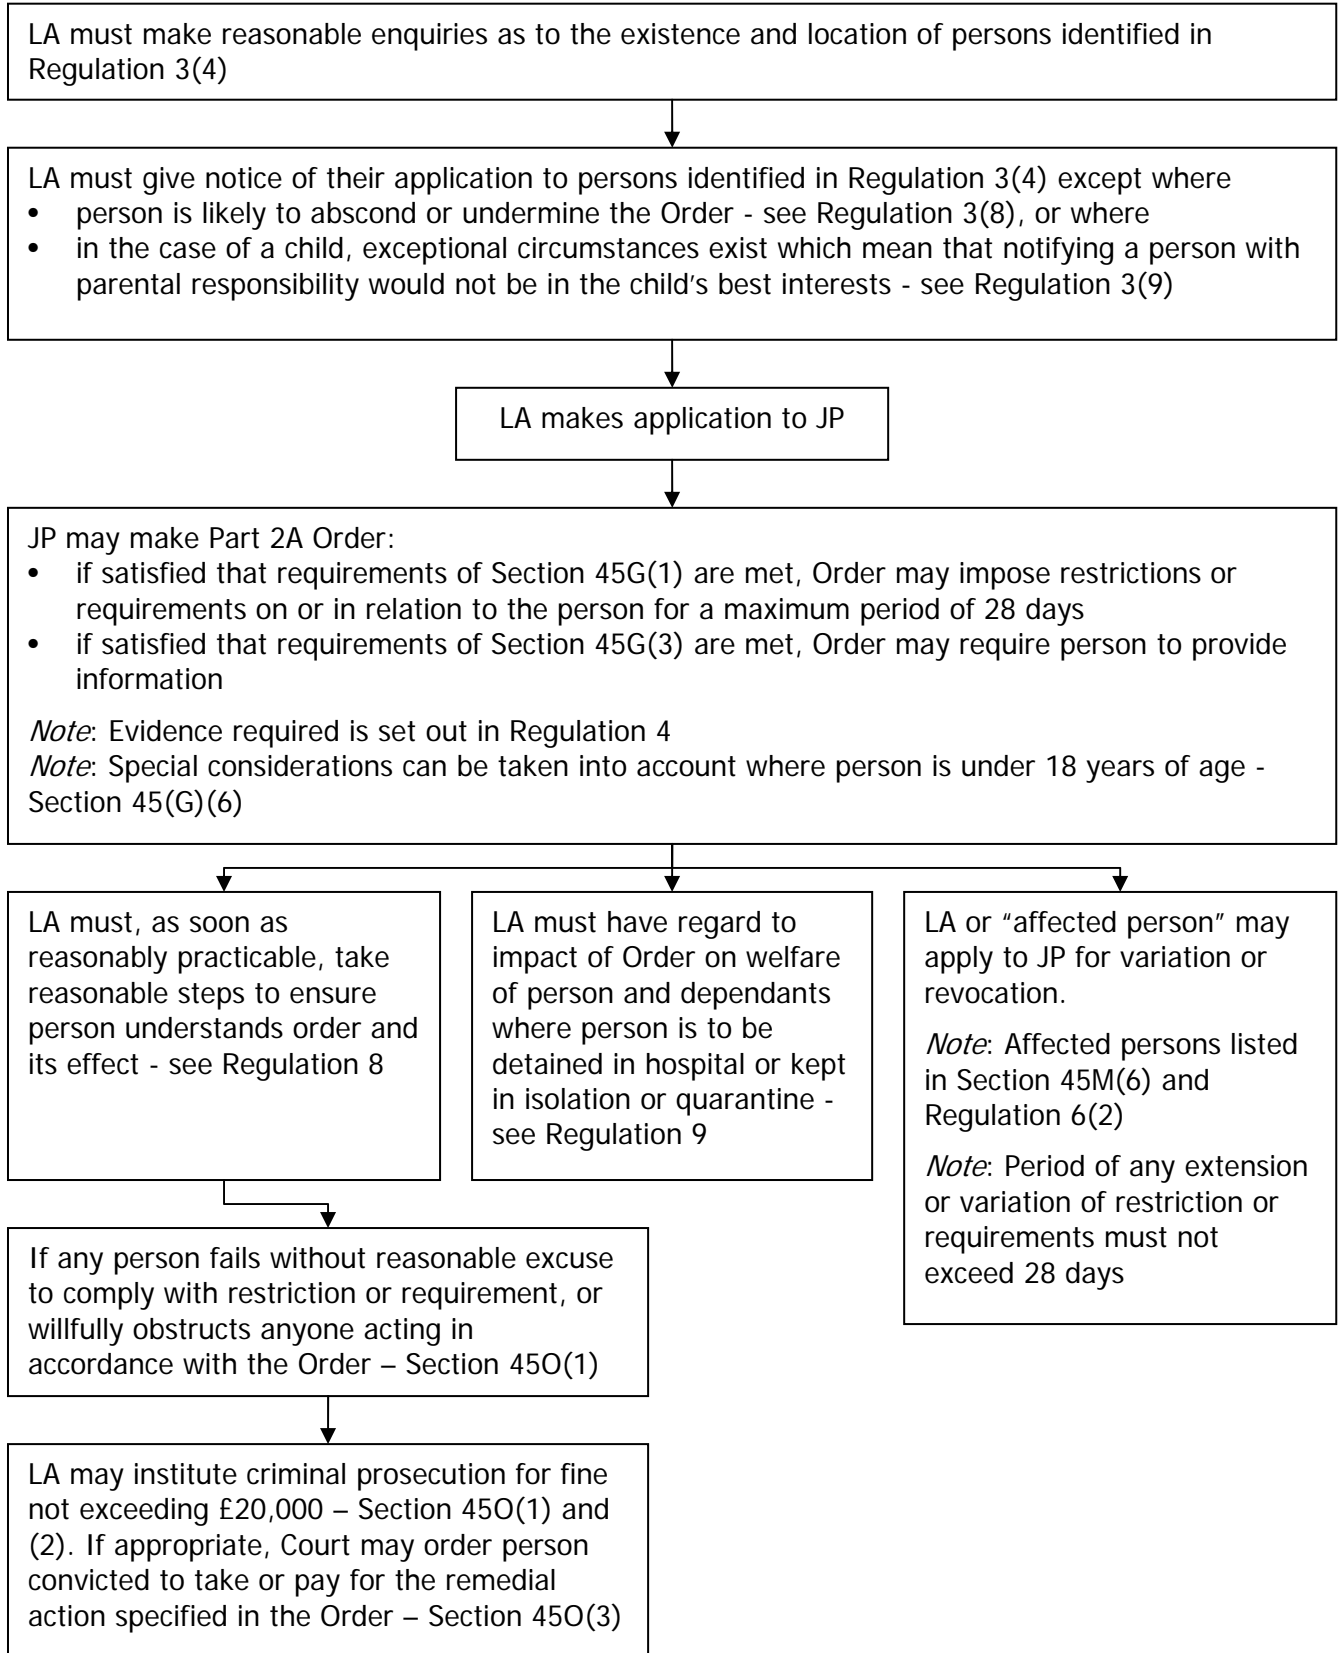 LA must make reasonable enquiries as to the existence and location of persons identified in
Regulation 3(4)
LA must give notice of their application to persons identified in Regulation 3(4) except where
• person is likely to abscond or undermine the Order - see Regulation 3(8), or where
• in the case of a child, exceptional circumstances exist which mean that notifying a person with
parental responsibility would not be in the child's best interests - see Regulation 3(9)
LA makes application to JP
JP may make Part 2A Order:
• if satisfied that requirements of Section 45G(1) are met, Order may impose restrictions or
requirements on or in relation to the person for a maximum period of 28 days
• if satisfied that requirements of Section 45G(3) are met, Order may require person to provide
information
Note: Evidence required is set out in Regulation 4
Note: Special considerations can be taken into account where person is under 18 years of age -
Section 45(G)(6)
LA must, as soon as
reasonably practicable, take
reasonable steps to ensure
person understands order and
its effect - see Regulation 8
LA must have regard to
impact of Order on welfare
of person and dependants
where person is to be
detained in hospital or kept
in isolation or quarantine -
see Regulation 9
LA or “affected person” may
apply to JP for variation or
revocation.
Note: Affected persons listed
in Section 45M(6) and
Regulation 6(2)
Note: Period of any extension
or variation of restriction or
requirements must not
exceed 28 days
If any person fails without reasonable excuse
to comply with restriction or requirement, or
willfully obstructs anyone acting in
accordance with the Order – Section 45O(1)
LA may institute criminal prosecution for fine
not exceeding £20,000 – Section 45O(1) and
(2). If appropriate, Court may order person
convicted to take or pay for the remedial
action specified in the Order – Section 45O(3)